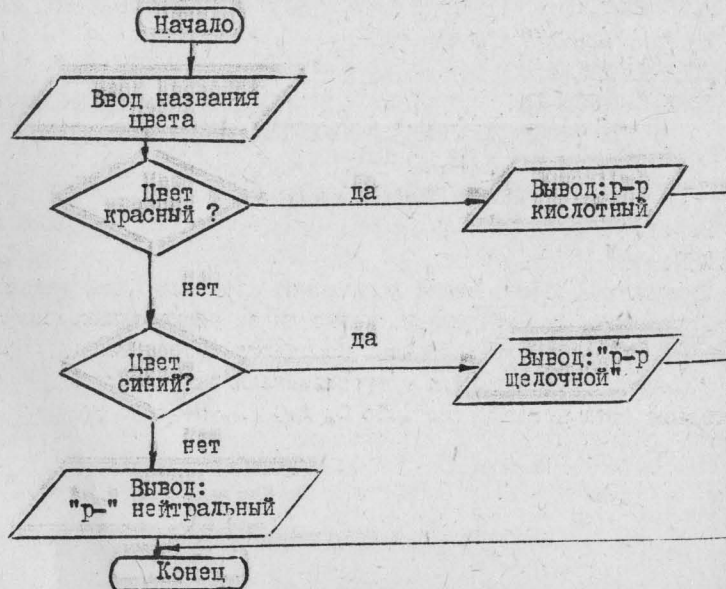 Начало
Ввод названия
цвета
Цвет
красный ?
да
Вывод:р-р
кислотный
нет
Цвет
синий?
да
Вывод:"р-р
щелочной"
нет
Вывод:
"р-" нейтральный
Конец